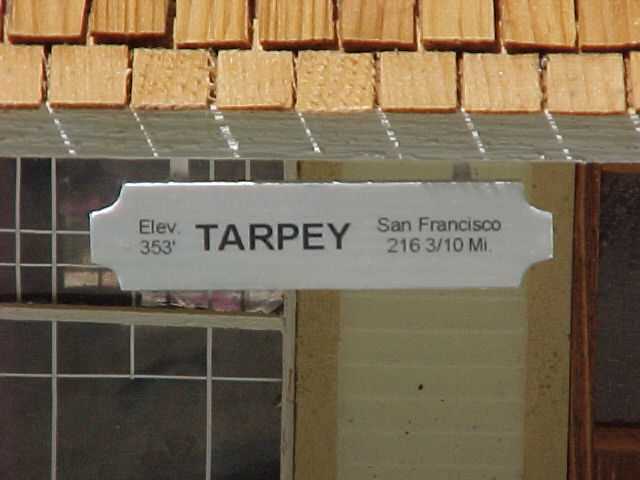 Elev.
353'
TARPEY
San Francisco
216 3/10 Mi.